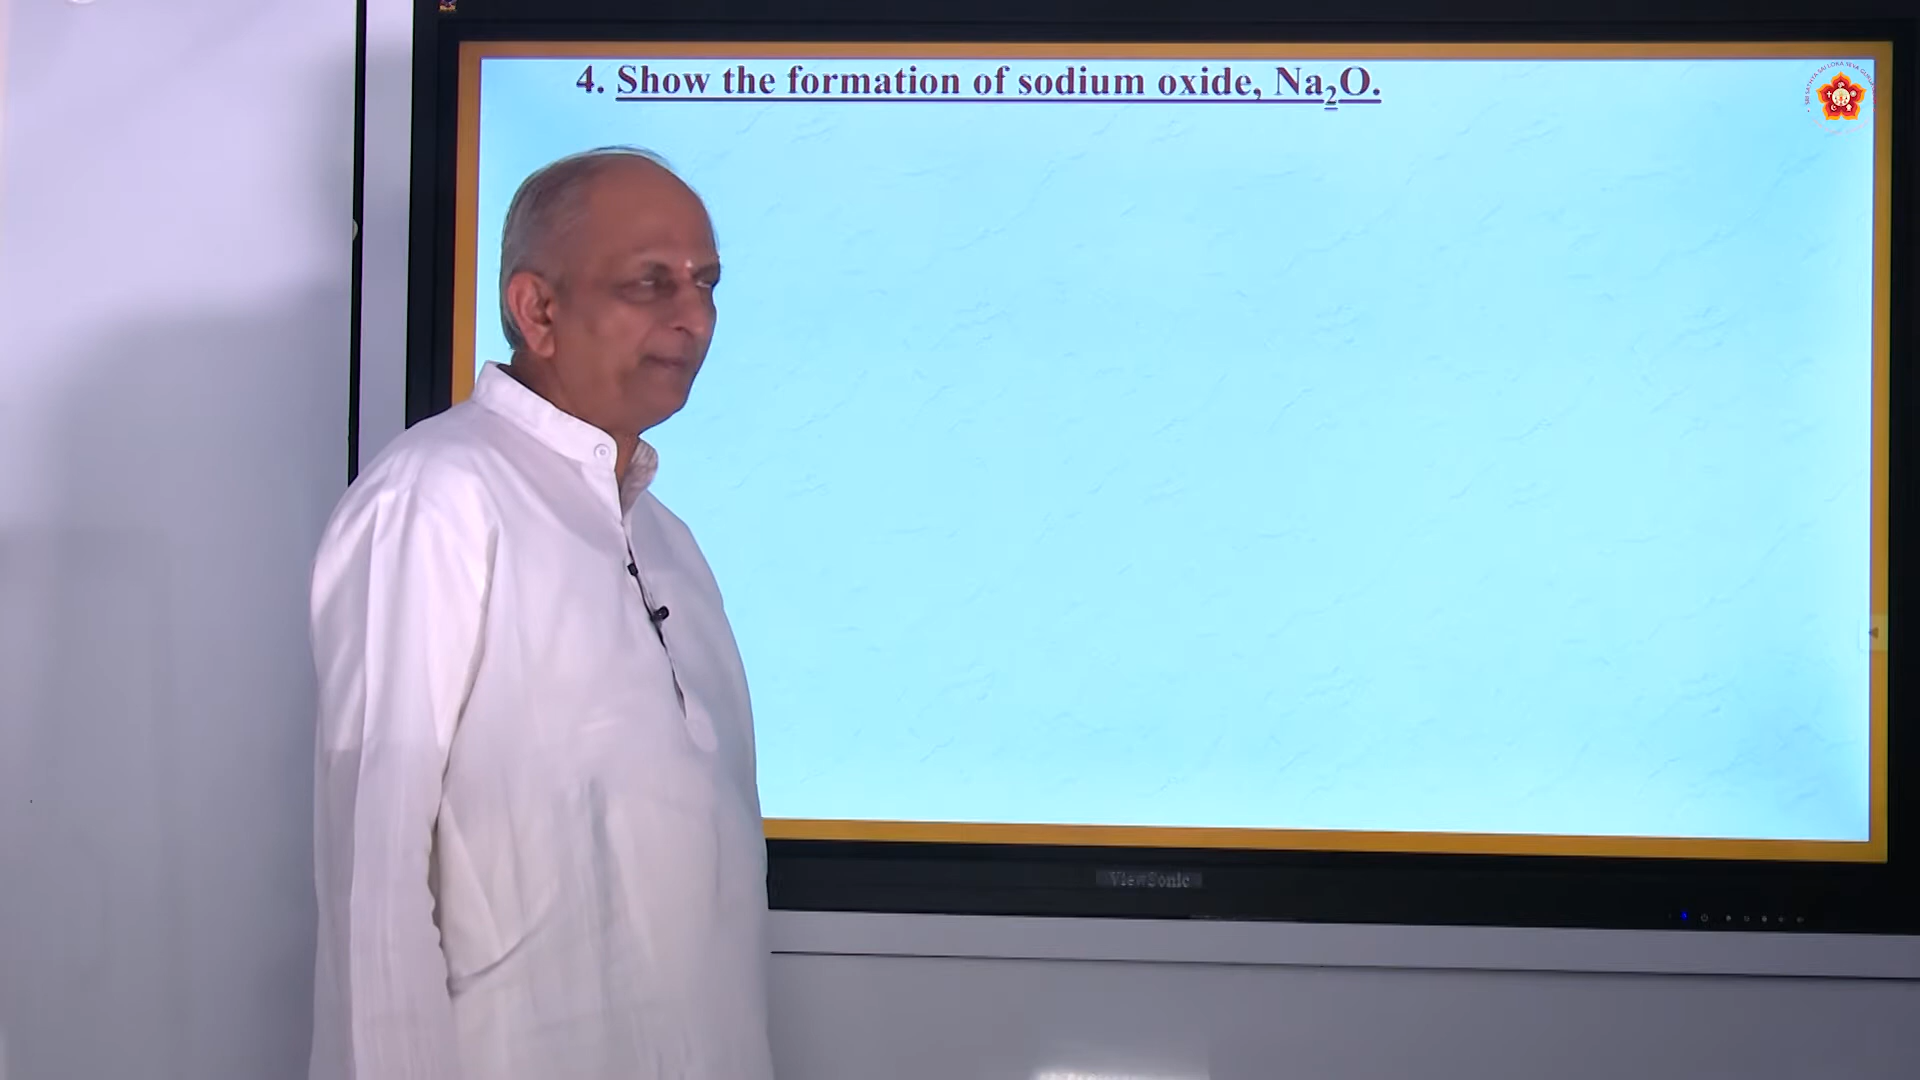 4. Show the formation of sodium oxide, Na₂O.
ViewSonic